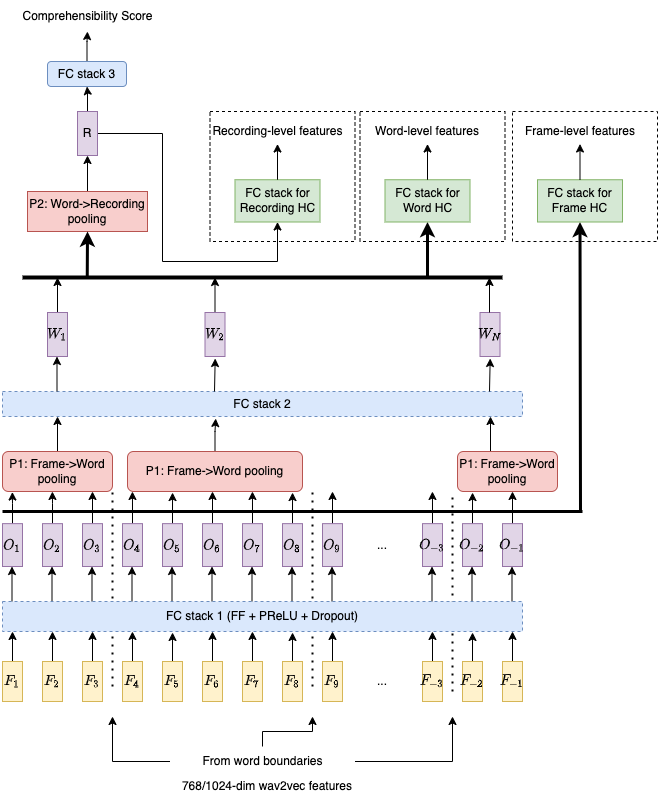 Comprehensibility Score
FC stack 3
R
Recording-level features
Word-level features
Frame-level features
P2: Word->Recording
pooling
FC stack for
Recording HC
FC stack for
Word HC
FC stack for
Frame HC
W1
W2
WN
FC stack 2
P1: Frame->Word
pooling
P1: Frame->Word pooling
P1: Frame->Word
pooling
O1 O2 O3 O4 O5 O6 O7 O8 O9 ... O−3 O−2 O−1
FC stack 1 (FF + PReLU + Dropout)
F1 F2 F3 F4 F5 F6 F7 F8 F9 ... F−3 F−2 F−1
From word boundaries
768/1024-dim wav2vec features